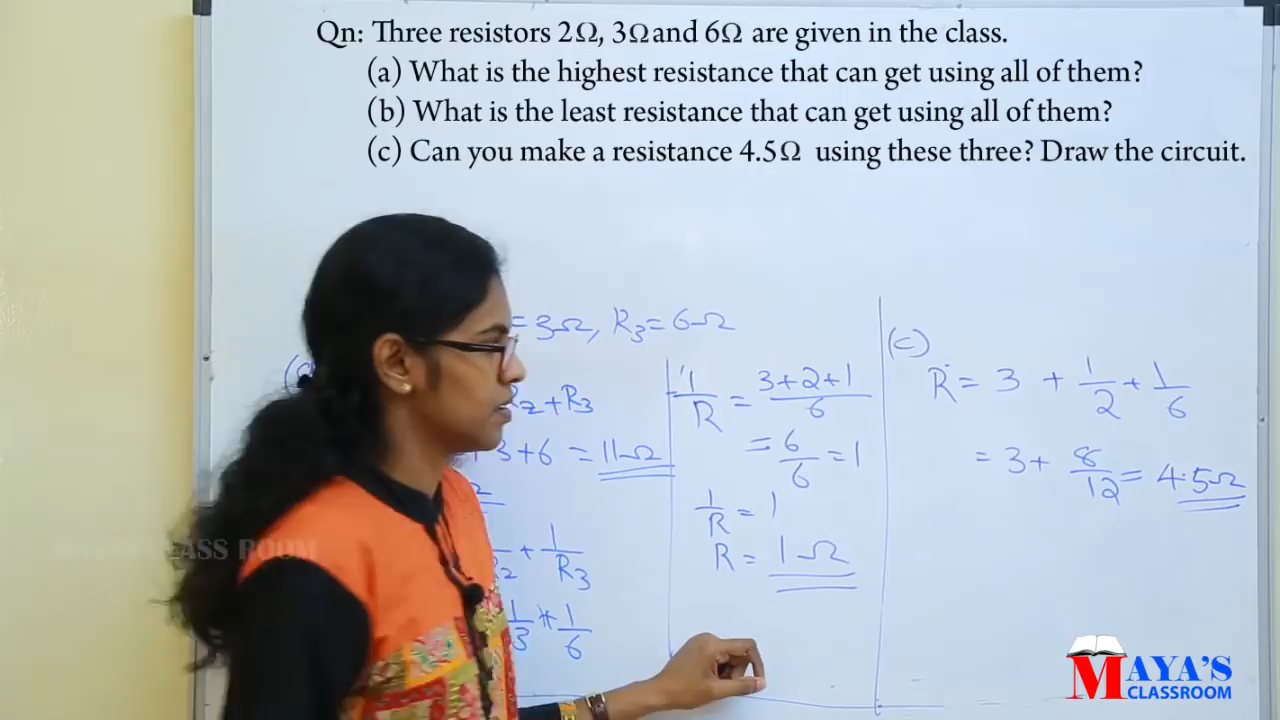 Qn: Three resistors 2Ω, 3Ω and 6Ω are given in the class.
(a) What is the highest resistance that can get using all of them?
(b) What is the least resistance that can get using all of them?
(c) Can you make a resistance 4.5Ω using these three? Draw the circuit.
= 3Ω, R3 = 6Ω
R2 + R3
3 + 6 = 11Ω
+ 1/R3
1/3 + 1/6
1/R = 3+2+1/6
= 6/6 = 1
1/R = 1
R = 1Ω
(c)
R = 3 + 1/2 + 1/6
= 3 + 8/12 = 4.5Ω
CLASS ROOM
MAYA'S
CLASSROOM